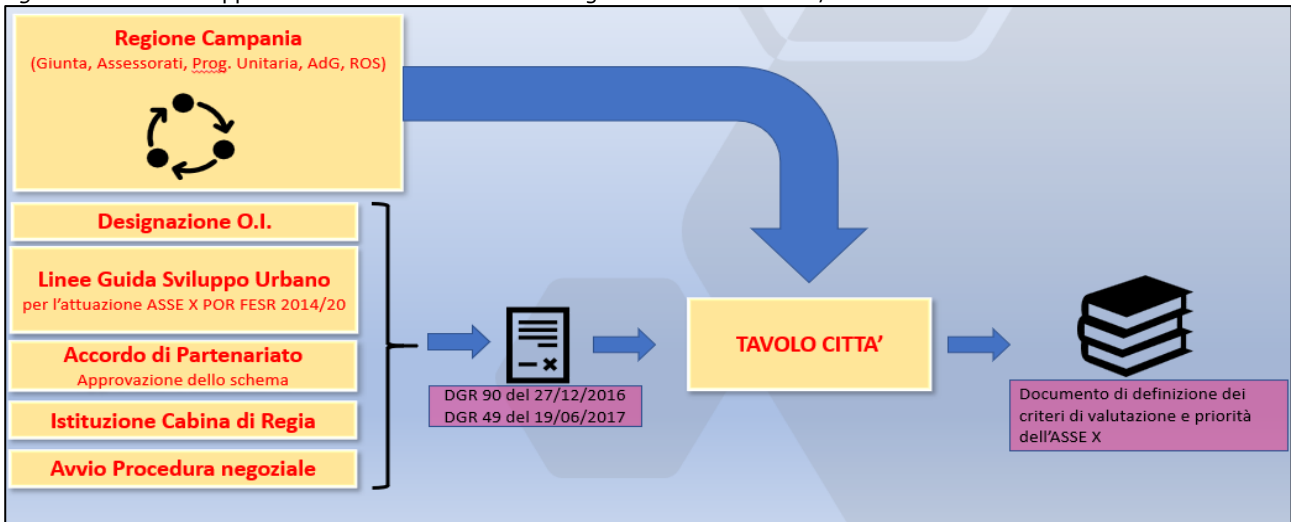 Regione Campania
(Giunta, Assessorati, Prog. Unitaria, AdG, ROS)
Designazione O.I.
Linee Guida Sviluppo Urbano
per l'attuazione ASSE X POR FESR 2014/20
Accordo di Partenariato
Approvazione dello schema
Istituzione Cabina di Regia
Avvio Procedura negoziale
DGR 90 del 27/12/2016
DGR 49 del 19/06/2017
TAVOLO CITTA'
Documento di definizione dei
criteri di valutazione e priorità
dell'ASSE X